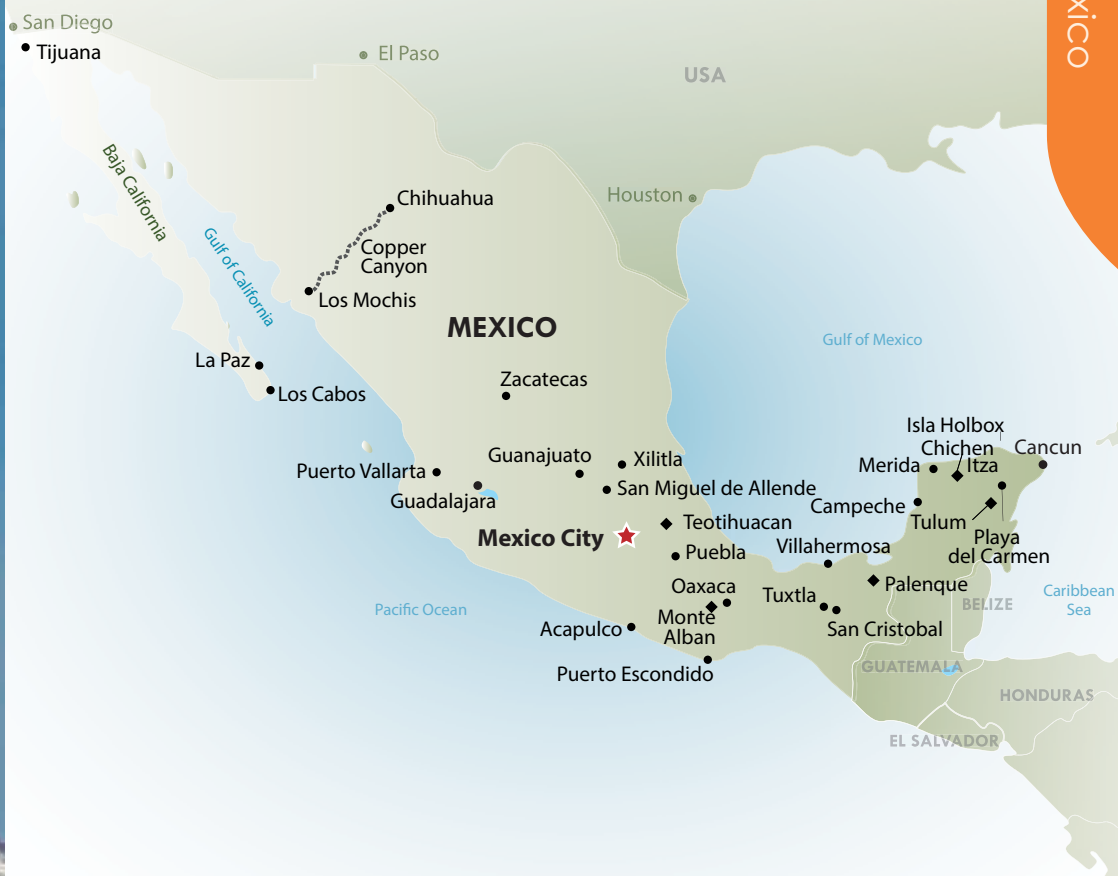 San Diego
Tijuana
El Paso
USA
xico
Baja California
Houston
Chihuahua
Gulf of California
Copper
Canyon
Los Mochis
MEXICO
Gulf of Mexico
La Paz
Los Cabos
Zacatecas
Isla Holbox
Chichen
Itza
Cancun
Guanajuato
Xilitla
Merida
Puerto Vallarta
San Miguel de Allende
Guadalajara
Campeche
Teotihuacan
Tulum
Mexico City
Playa
del Carmen
Puebla
Villahermosa
Oaxaca
Palenque
Tuxtla
Caribbean
Sea
BELIZE
Pacific Ocean
Monte
Alban
Acapulco
San Cristobal
Puerto Escondido
GUATEMALA
HONDURAS
EL SALVADOR